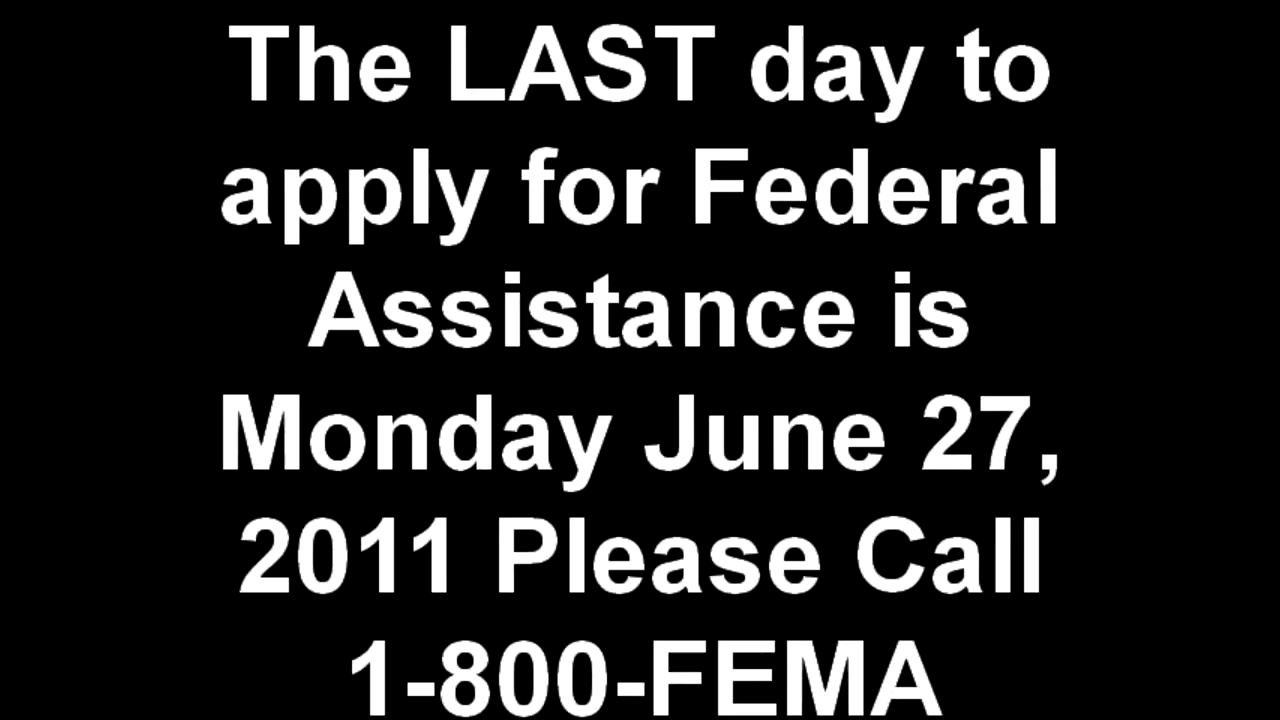 The LAST day to
apply for Federal
Assistance is
Monday June 27,
2011 Please Call
1-800-FEMA